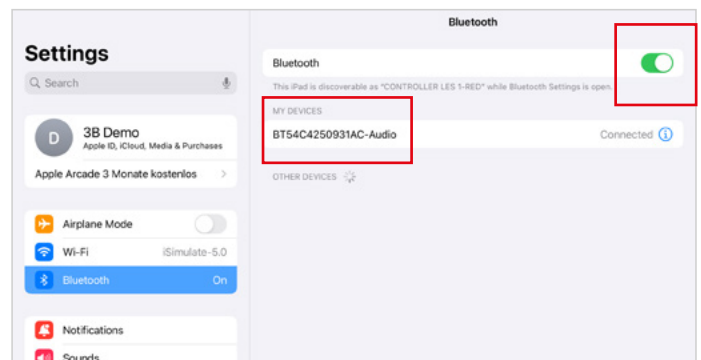 Settings
Search
D
3B Demo
Apple ID, iCloud, Media & Purchases
Apple Arcade 3 Monate kostenlos
Airplane Mode
Wi-Fi iSimulate-5.0
Bluetooth On
Notifications
Sounds
Bluetooth
Bluetooth
This iPad is discoverable as "CONTROLLER LES 1-RED" while Bluetooth Settings is open.
MY DEVICES
BT54C4250931AC-Audio Connected
OTHER DEVICES